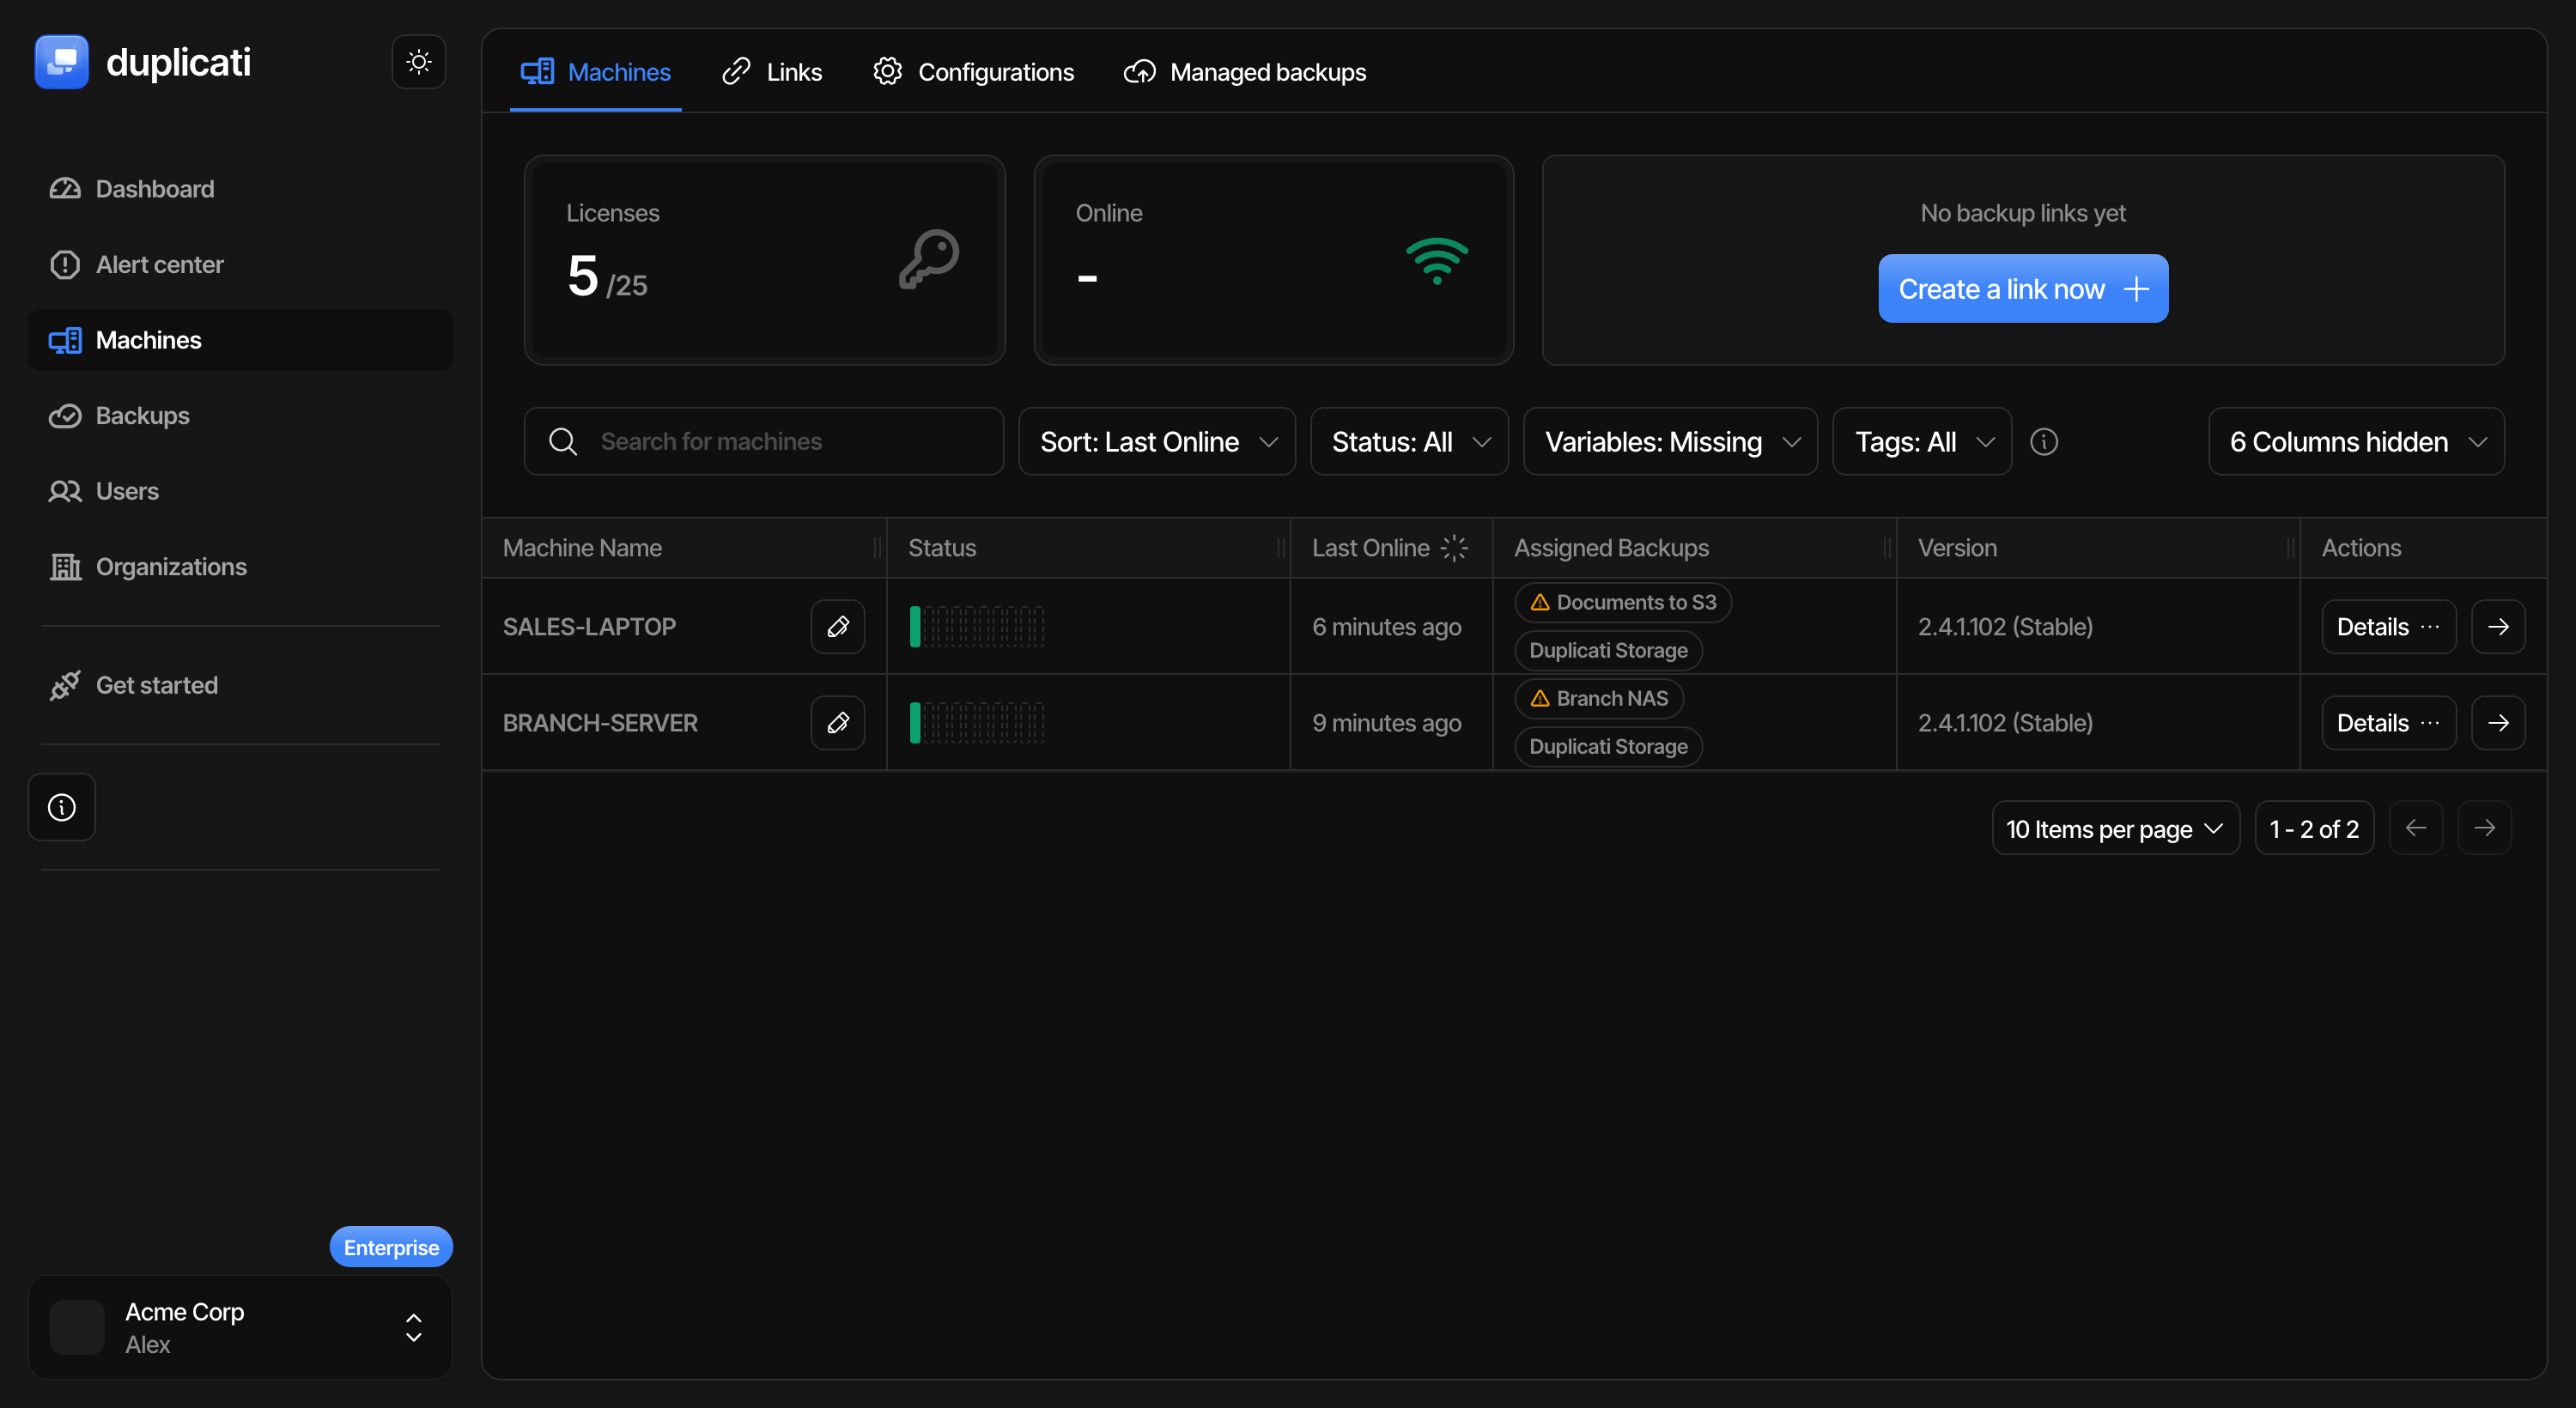 duplicati
Dashboard
Alert center
Machines
Backups
Users
Organizations
Get started
Enterprise
Acme Corp
Alex
Machines
Links
Configurations
Managed backups
Licenses
5 /25
Online
-
No backup links yet
Create a link now
Search for machines
Sort: Last Online
Status: All
Variables: Missing
Tags: All
6 Columns hidden
Machine Name Status Last Online Assigned Backups Version Actions
SALES-LAPTOP
6 minutes ago
Documents to S3
Duplicati Storage
2.4.1.102 (Stable)
Details ...
BRANCH-SERVER
9 minutes ago
Branch NAS
Duplicati Storage
2.4.1.102 (Stable)
Details ...
10 Items per page
1 - 2 of 2